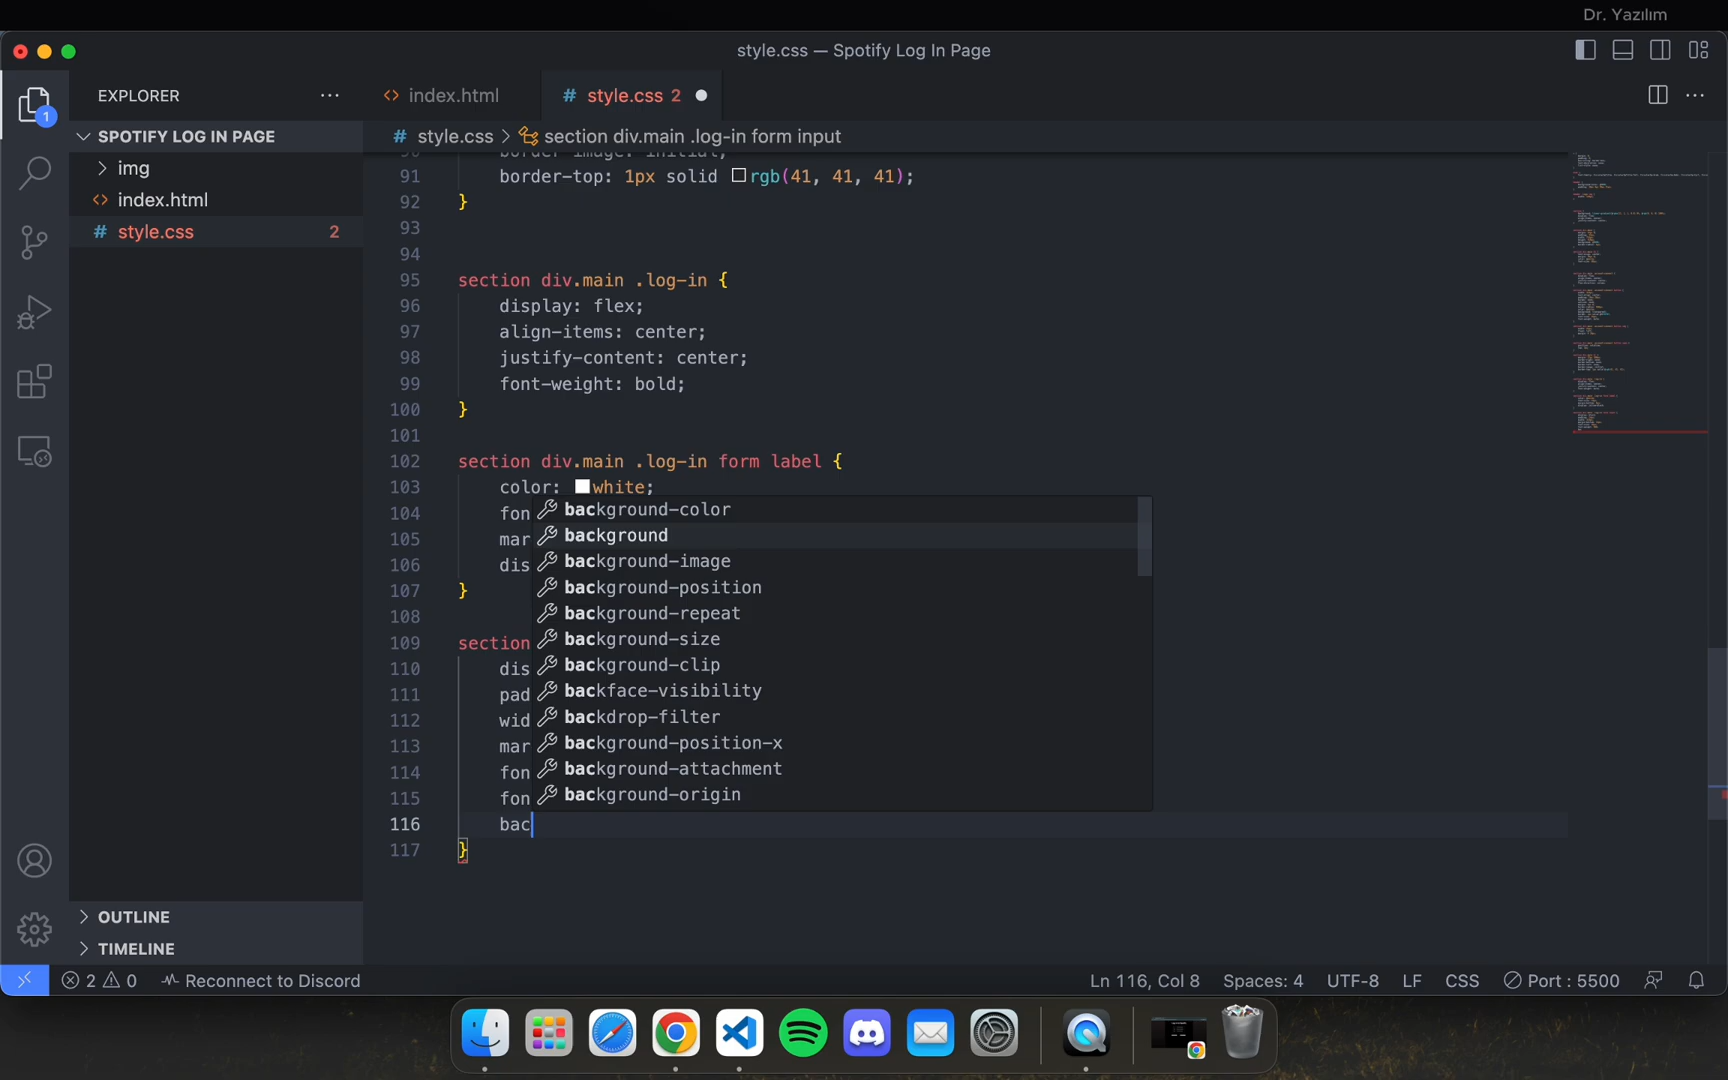 Dr. Yazılım
style.css — Spotify Log In Page
EXPLORER
index.html
# style.css 2
1
SPOTIFY LOG IN PAGE
# style.css > section div.main .log-in form input
img
<> index.html
# style.css 2
91 border-top: 1px solid rgb(41, 41, 41);
92 }
93
94
95 section div.main .log-in {
96 display: flex;
97 align-items: center;
98 justify-content: center;
99 font-weight: bold;
100 }
101
102 section div.main .log-in form label {
103 color: white;
104 fon
105 mar
106 dis
107 }
108
109 section
110 dis
111 pad
112 wid
113 mar
114 fon
115 fon
116 bac
117 }
background-color
background
background-image
background-position
background-repeat
background-size
background-clip
backface-visibility
backdrop-filter
background-position-x
background-attachment
background-origin
OUTLINE
TIMELINE
2 0 Reconnect to Discord
Ln 116, Col 8 Spaces: 4 UTF-8 LF CSS Port : 5500